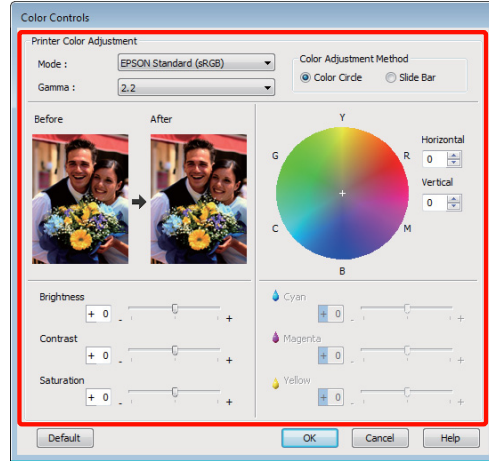 Color Controls
Printer Color Adjustment
Mode : EPSON Standard (sRGB)
Gamma : 2.2
Color Adjustment Method
Color Circle Slide Bar
Before After
Y
G R
C M
B
Horizontal
0
Vertical
0
Brightness
+ 0 - +
Contrast
+ 0 - +
Saturation
+ 0 - +
Cyan
+ 0 - +
Magenta
+ 0 - +
Yellow
+ 0 - +
Default OK Cancel Help